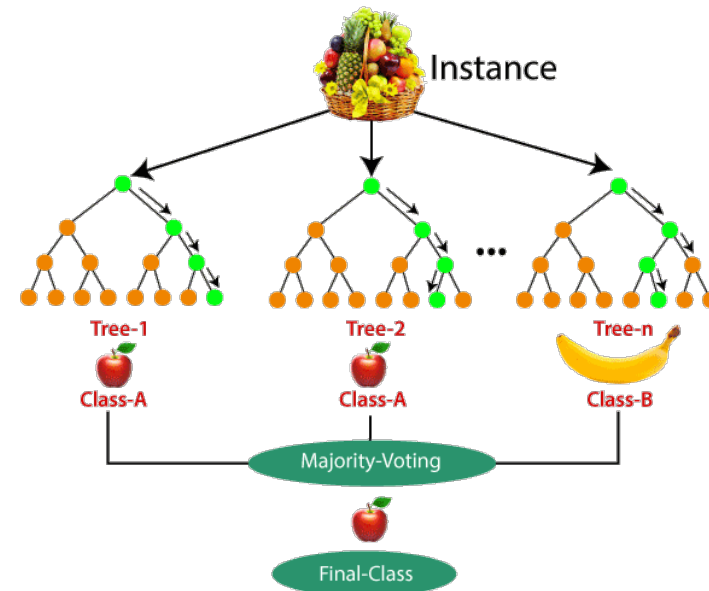 Instance
...
Tree-1
Tree-2
Tree-n
Class-A
Class-A
Class-B
Majority-Voting
Final-Class